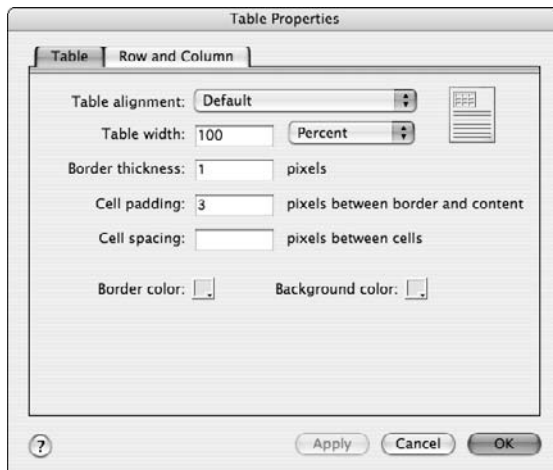 Table Properties
Table Row and Column
Table alignment: Default
Table width: 100 Percent
Border thickness: 1 pixels
Cell padding: 3 pixels between border and content
Cell spacing: pixels between cells
Border color: Background color:
? Apply Cancel OK